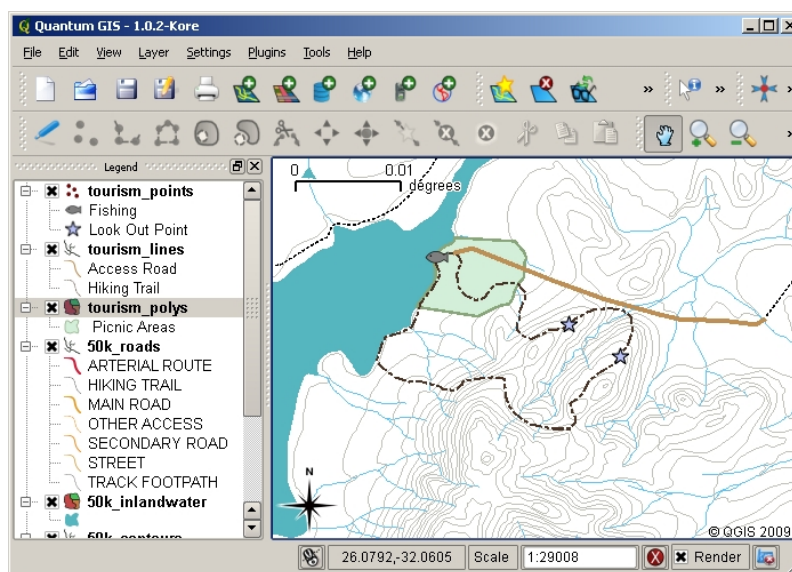 Quantum GIS - 1.0.2-Kore
File Edit View Layer Settings Plugins Tools Help
Legend
tourism_points
Fishing
Look Out Point
tourism_lines
Access Road
Hiking Trail
tourism_polys
Picnic Areas
50k_roads
ARTERIAL ROUTE
HIKING TRAIL
MAIN ROAD
OTHER ACCESS
SECONDARY ROAD
STREET
TRACK FOOTPATH
50k_inlandwater
50k_contours
0 0.01
degrees
N
© QGIS 2009
26.0792,-32.0605 Scale 1:29008 Render